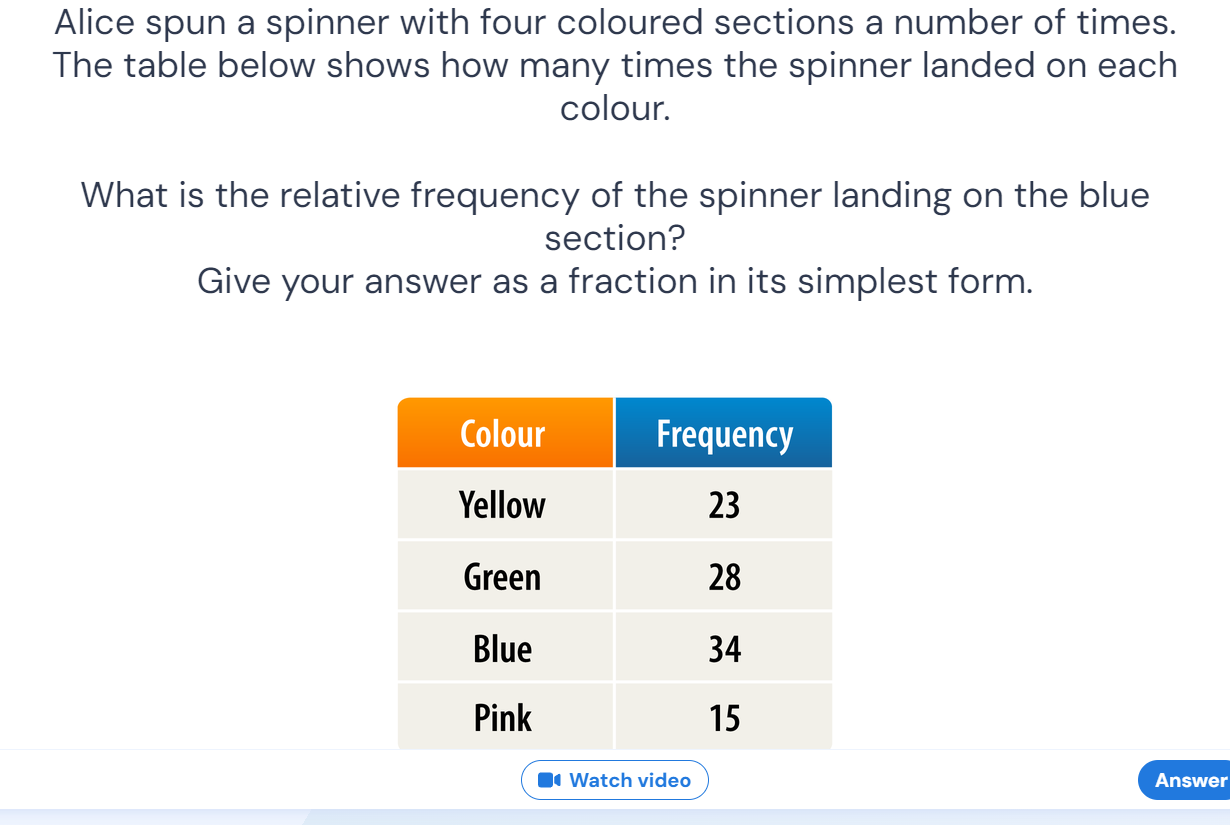 Alice spun a spinner with four coloured sections a number of times.
The table below shows how many times the spinner landed on each
colour.
What is the relative frequency of the spinner landing on the blue
section?
Give your answer as a fraction in its simplest form.
Colour Frequency
Yellow 23
Green 28
Blue 34
Pink 15
Watch video Answer